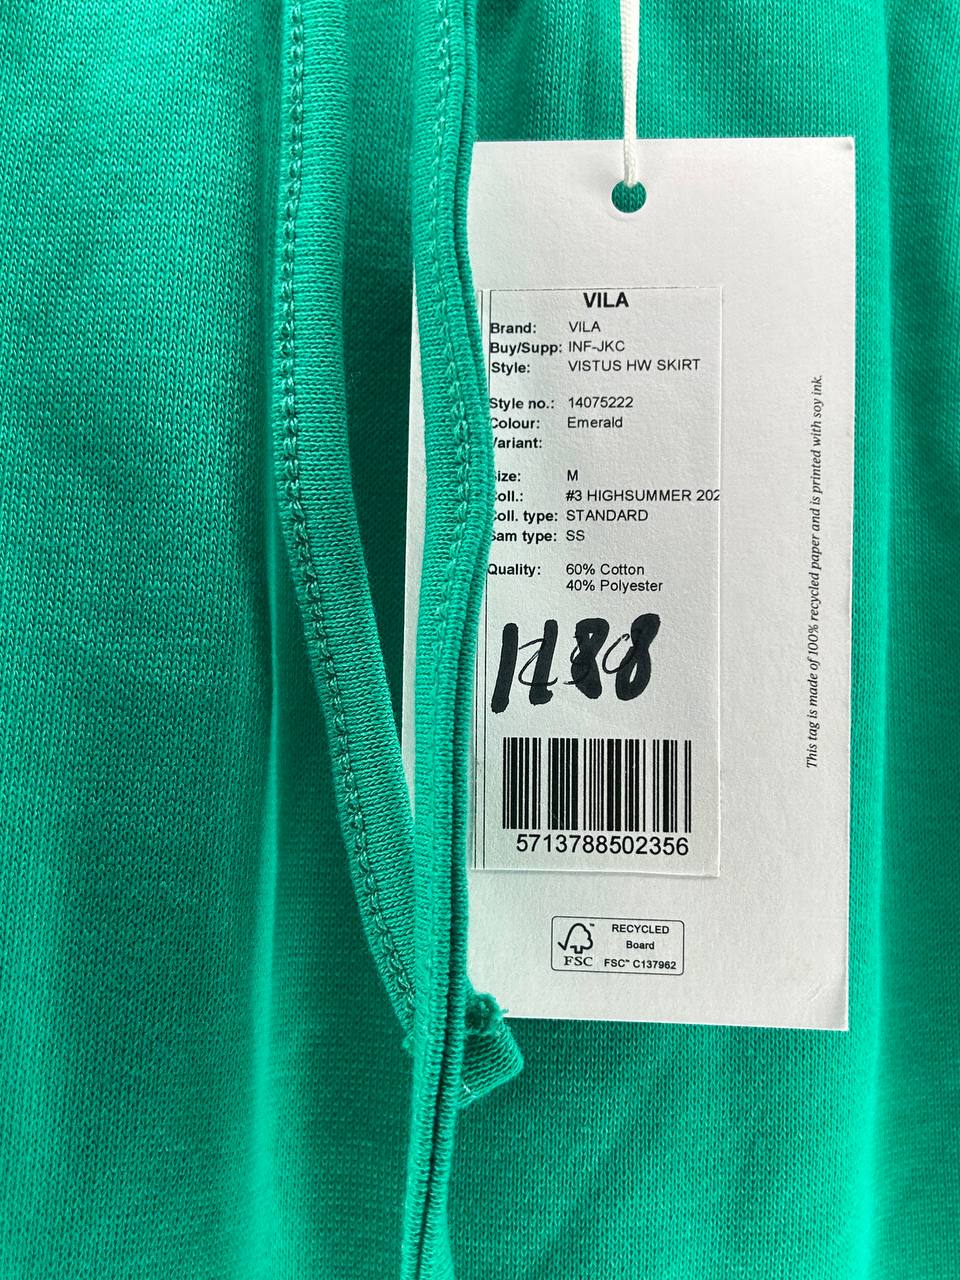 VILA
Brand: VILA
Buy/Supp: INF-JKC
Style: VISTUS HW SKIRT
Style no.: 14075222
Colour: Emerald
Variant:
Size: M
Coll.: #3 HIGHSUMMER 202
Coll. type: STANDARD
Sam type: SS
Quality: 60% Cotton
40% Polyester
1188
5713788502356
RECYCLED
Board
FSC™ C137962
FSC
This tag is made of 100% recycled paper and is printed with soy ink.